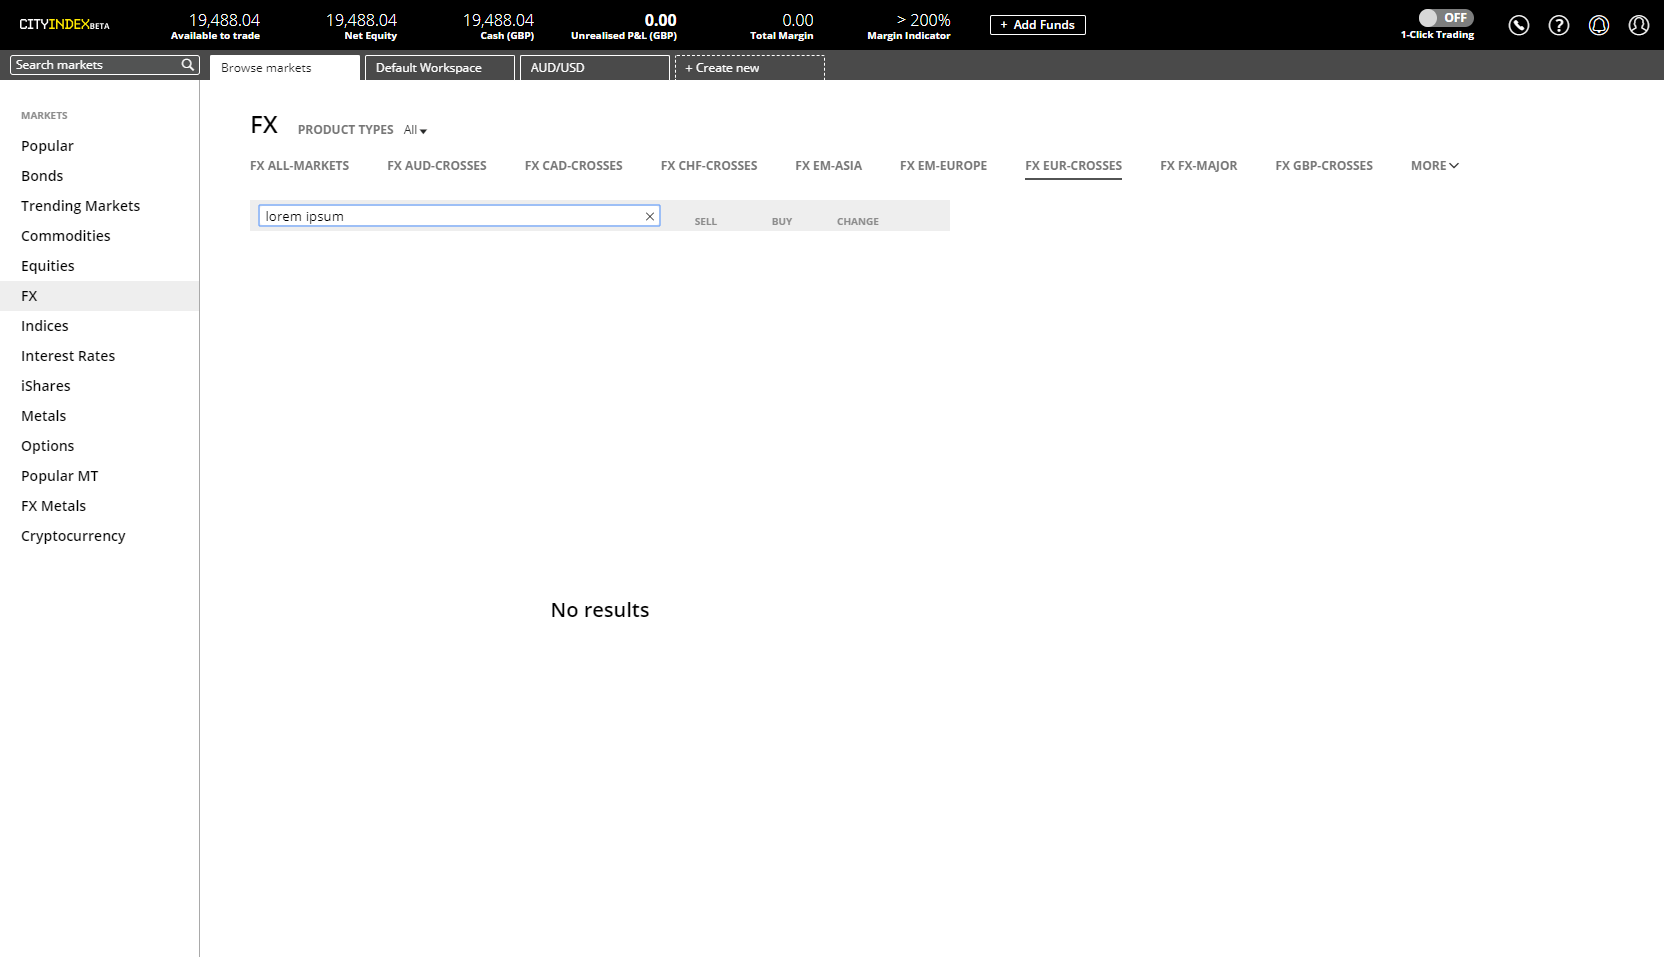 CITYINDEXBETA
19,488.04
Available to trade
19,488.04
Net Equity
19,488.04
Cash (GBP)
0.00
Unrealised P&L (GBP)
0.00
Total Margin
> 200%
Margin Indicator
+ Add Funds
OFF
1-Click Trading
Search markets
Browse markets
Default Workspace
AUD/USD
+ Create new
MARKETS
Popular
Bonds
Trending Markets
Commodities
Equities
FX
Indices
Interest Rates
iShares
Metals
Options
Popular MT
FX Metals
Cryptocurrency
FX PRODUCT TYPES All
FX ALL-MARKETS FX AUD-CROSSES FX CAD-CROSSES FX CHF-CROSSES FX EM-ASIA FX EM-EUROPE FX EUR-CROSSES FX FX-MAJOR FX GBP-CROSSES MORE
lorem ipsum SELL BUY CHANGE
No results